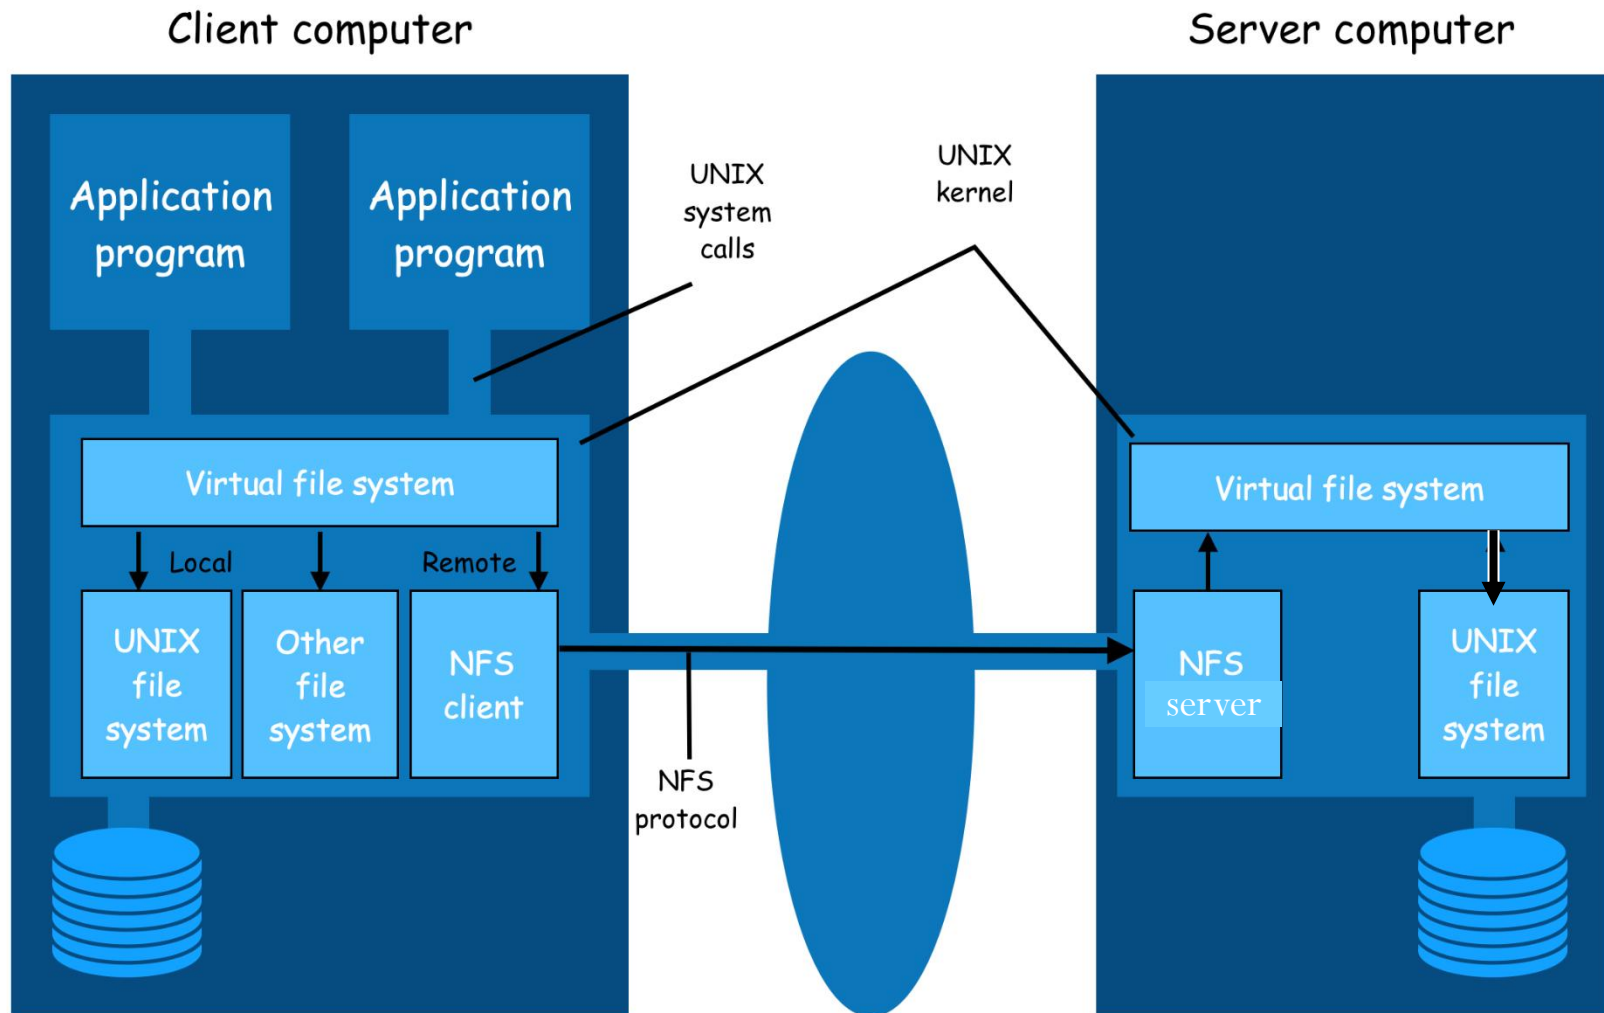 Client computer
Server computer
Application
program
Application
program
UNIX
system
calls
UNIX
kernel
Virtual file system
Virtual file system
Local
Remote
UNIX
file
system
Other
file
system
NFS
client
NFS
server
UNIX
file
system
NFS
protocol